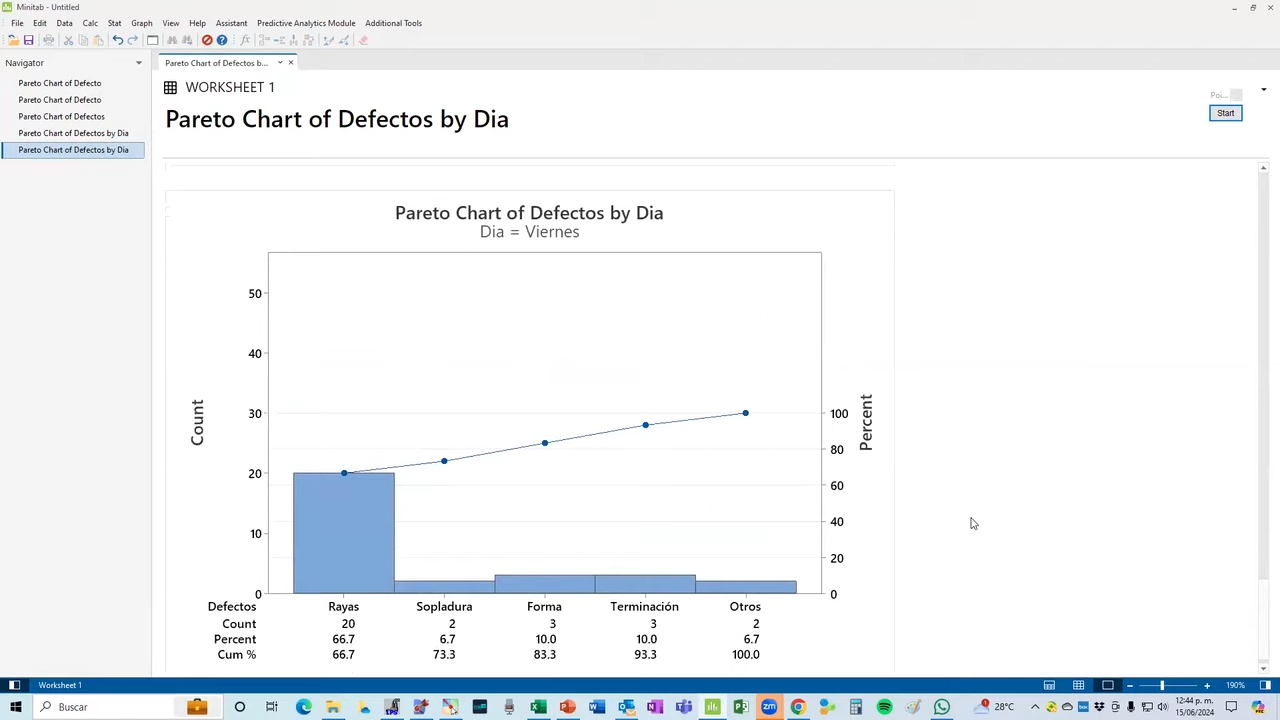 Minitab - Untitled
File Edit Data Calc Stat Graph View Help Assistant Predictive Analytics Module Additional Tools
Navigator
Pareto Chart of Defectos b...
Pareto Chart of Defecto
Pareto Chart of Defecto
Pareto Chart of Defectos
Pareto Chart of Defectos by Dia
Pareto Chart of Defectos by Dia
WORKSHEET 1
Poi...
Start
Pareto Chart of Defectos by Dia
Pareto Chart of Defectos by Dia
Dia = Viernes
50
40
30 100
80
20 60
40
10 20
0 0
Count
Percent
Defectos Rayas Sopladura Forma Terminación Otros
Count 20 2 3 3 2
Percent 66.7 6.7 10.0 10.0 6.7
Cum % 66.7 73.3 83.3 93.3 100.0
Worksheet 1
190%
Buscar
28°C
12:44 p. m.
15/06/2024